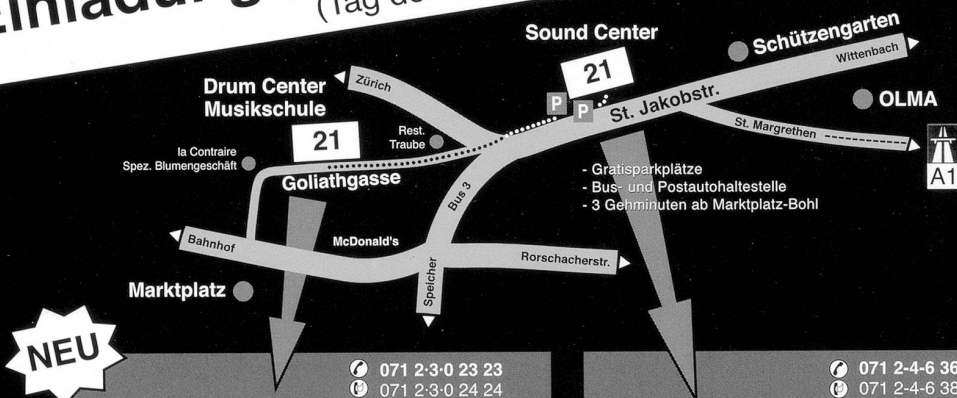 Einladung
(Tag de
Sound Center
21
Schützengarten
Wittenbach
Drum Center
Musikschule
21
Zürich
P
P
St. Jakobstr.
OLMA
Rest.
Traube
St. Margrethen
la Contraire
Spez. Blumengeschäft
Goliathgasse
A1
- Gratisparkplätze
- Bus- und Postautohaltestelle
- 3 Gehminuten ab Marktplatz-Bohl
Bus 3
Bahnhof
McDonald's
Rorschacherstr.
Speicher
Marktplatz
NEU
071 2·3·0 23 23
071 2·3·0 24 24
071 2-4-6 36
071 2-4-6 38